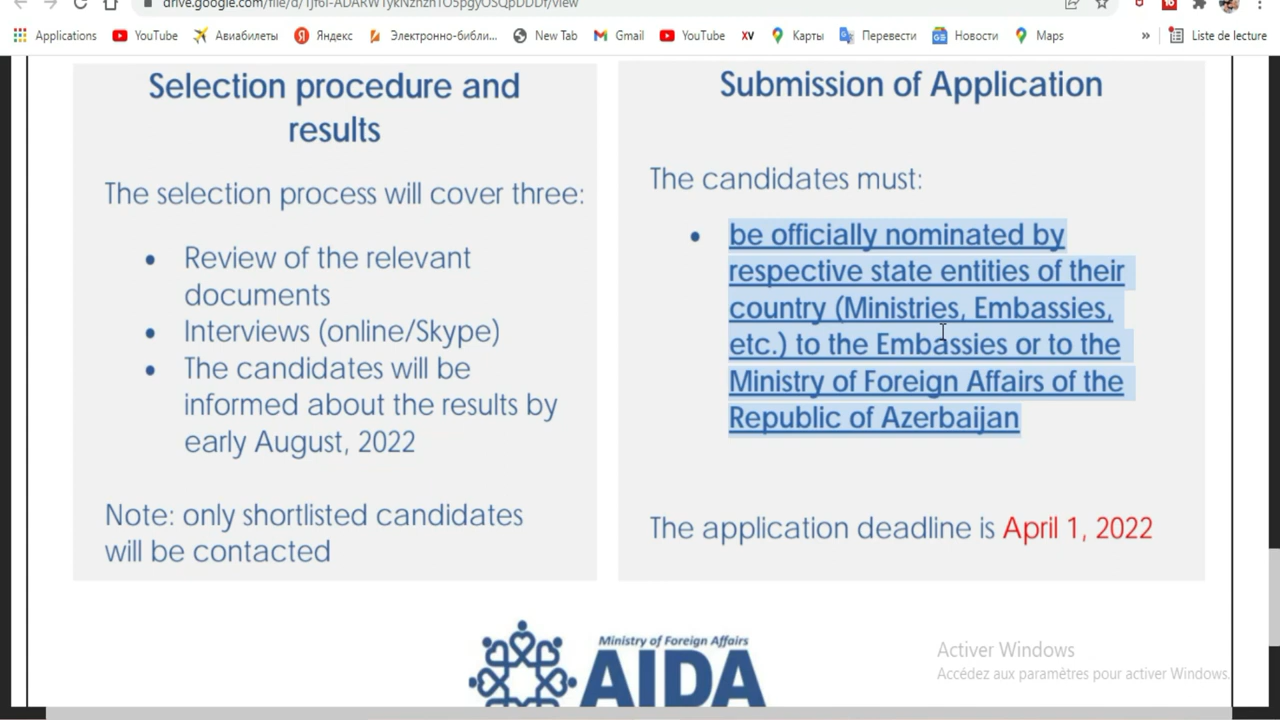 Applications YouTube Авиабилеты Яндекс Электронно-библи... New Tab Gmail YouTube XV Карты Перевести Новости Maps » Liste de lecture
Selection procedure and
results
The selection process will cover three:
• Review of the relevant
documents
• Interviews (online/Skype)
• The candidates will be
informed about the results by
early August, 2022
Note: only shortlisted candidates
will be contacted
Submission of Application
The candidates must:
• be officially nominated by
respective state entities of their
country (Ministries, Embassies,
etc.) to the Embassies or to the
Ministry of Foreign Affairs of the
Republic of Azerbaijan
The application deadline is April 1, 2022
Ministry of Foreign Affairs
AIDA
Activer Windows
Accédez aux paramètres pour activer Windows.